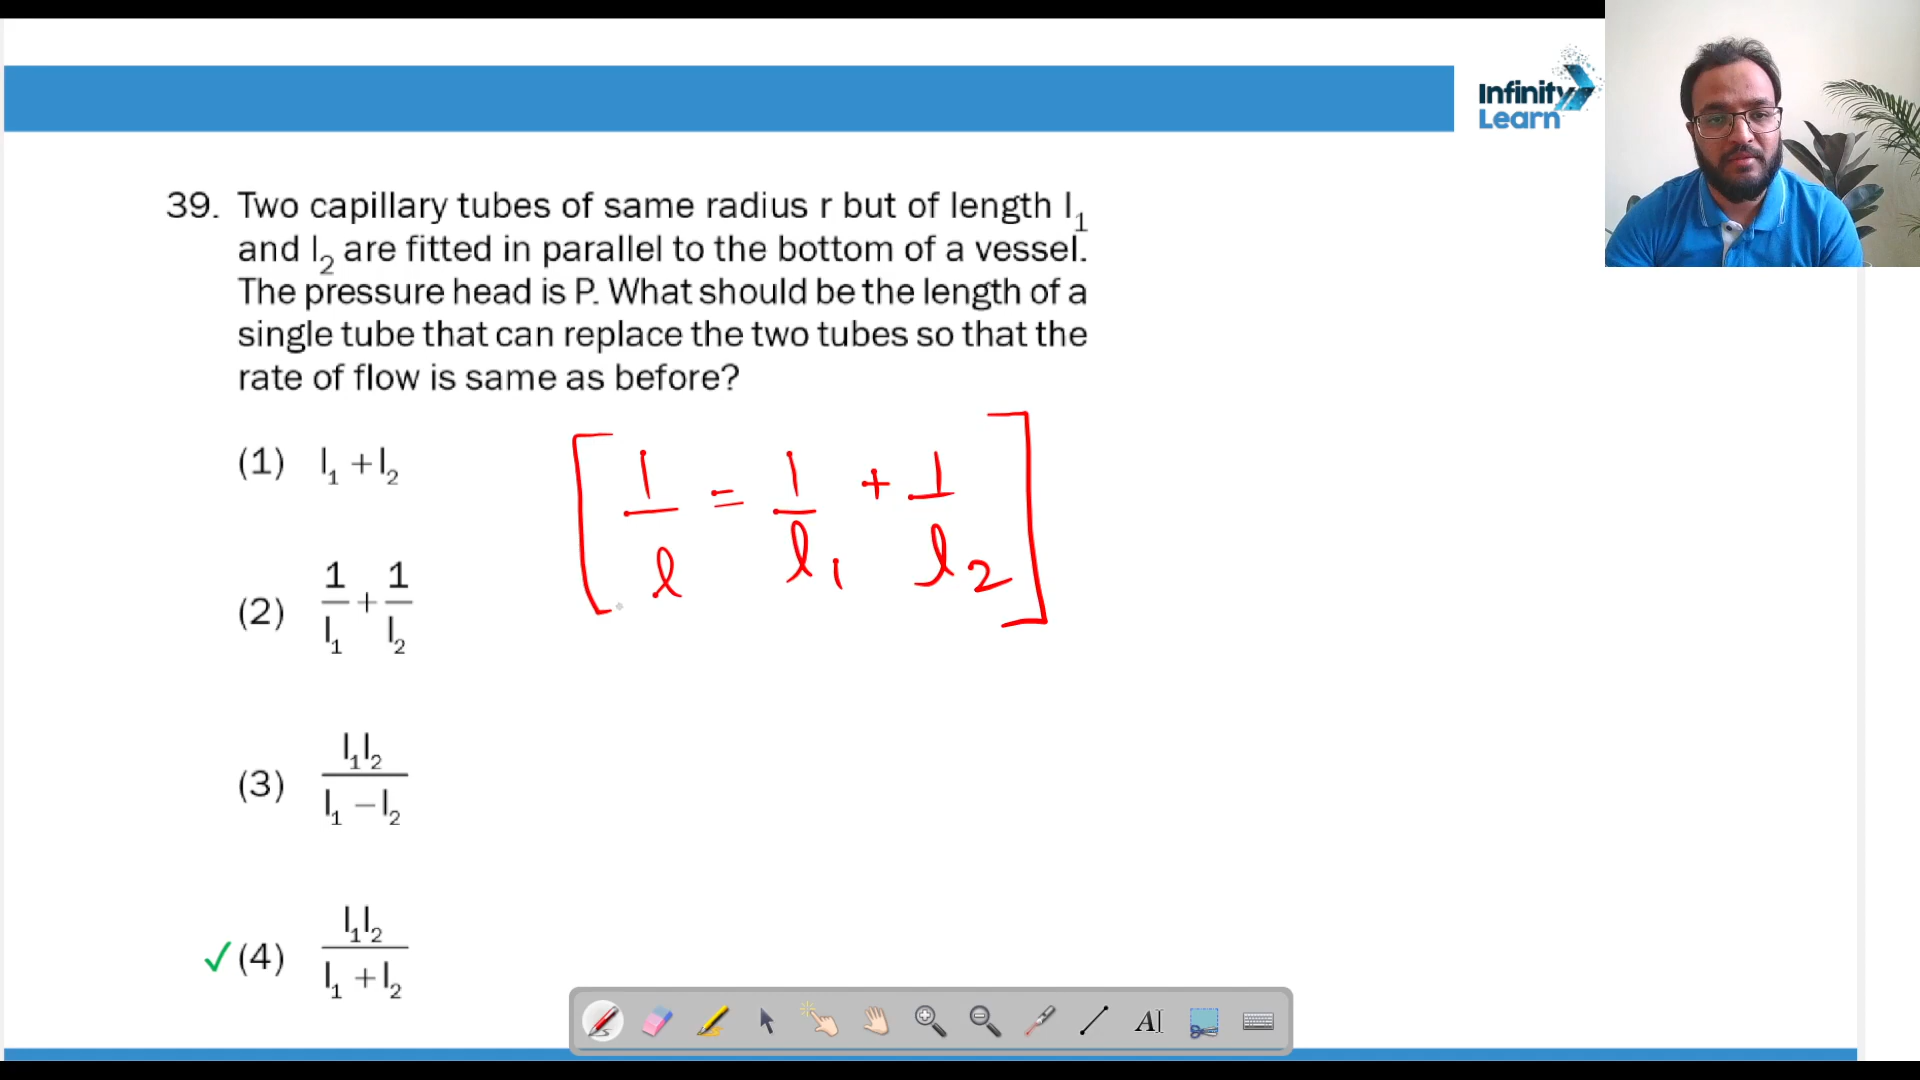 Infinity
Learn
39. Two capillary tubes of same radius r but of length l₁
and l₂ are fitted in parallel to the bottom of a vessel.
The pressure head is P. What should be the length of a
single tube that can replace the two tubes so that the
rate of flow is same as before?
(1) l₁ + l₂
[1/l = 1/l₁ + 1/l₂]
(2) 1/l₁ + 1/l₂
(3) l₁l₂/(l₁ − l₂)
✓(4) l₁l₂/(l₁ + l₂)
A